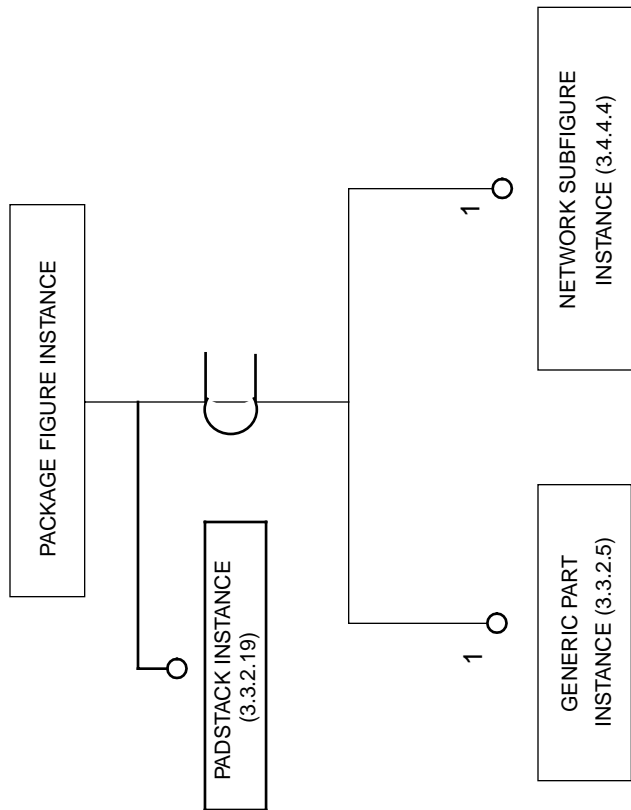 PACKAGE FIGURE INSTANCE
PADSTACK INSTANCE
(3.3.2.19)
1
GENERIC PART
INSTANCE (3.3.2.5)
1
NETWORK SUBFIGURE
INSTANCE (3.4.4.4)